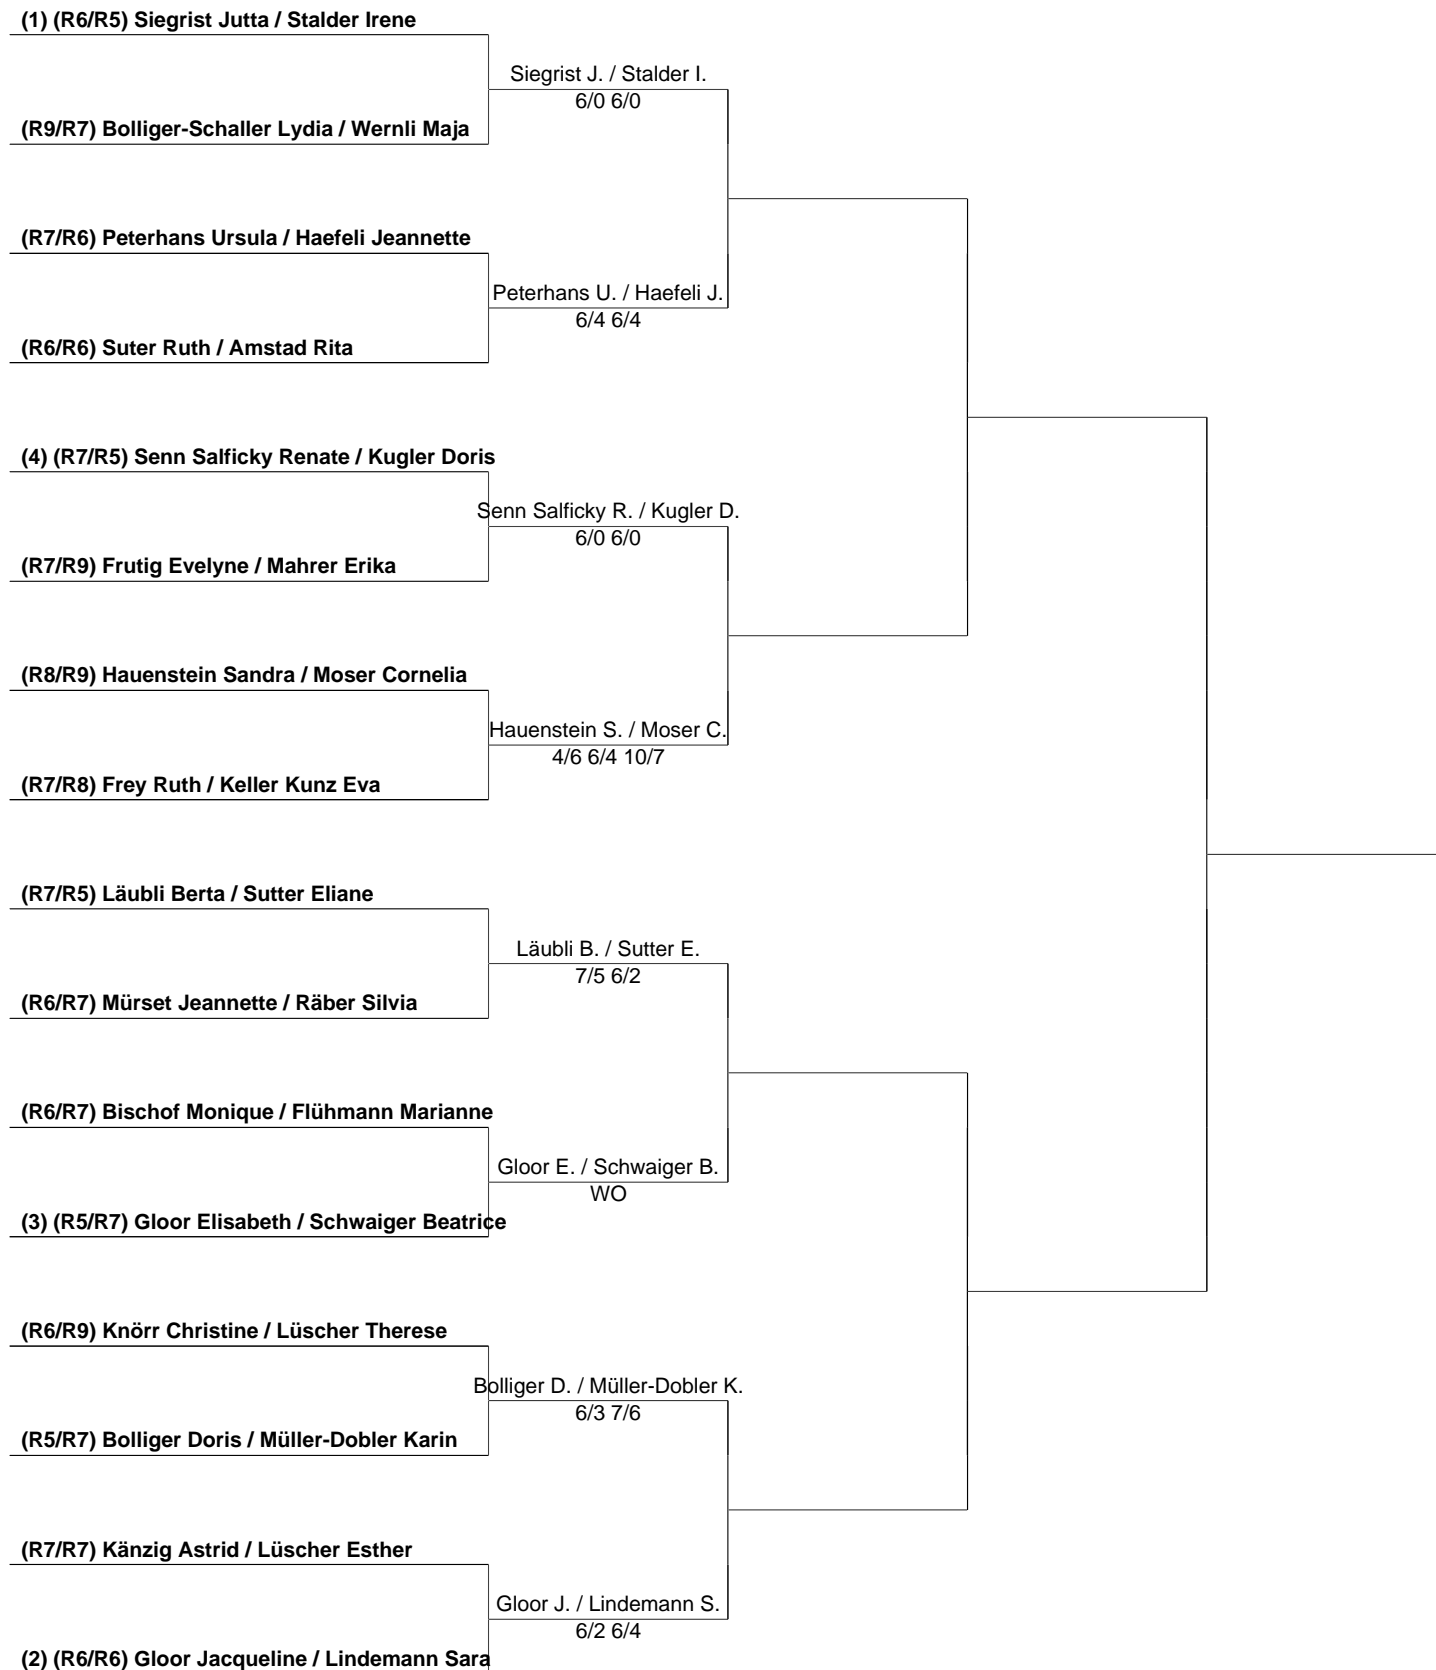 (1) (R6/R5) Siegrist Jutta / Stalder Irene
Siegrist J. / Stalder I.
6/0 6/0
(R9/R7) Bolliger-Schaller Lydia / Wernli Maja
(R7/R6) Peterhans Ursula / Haefeli Jeannette
Peterhans U. / Haefeli J.
6/4 6/4
(R6/R6) Suter Ruth / Amstad Rita
(4) (R7/R5) Senn Salficky Renate / Kugler Doris
Senn Salficky R. / Kugler D.
6/0 6/0
(R7/R9) Frutig Evelyne / Mahrer Erika
(R8/R9) Hauenstein Sandra / Moser Cornelia
Hauenstein S. / Moser C.
4/6 6/4 10/7
(R7/R8) Frey Ruth / Keller Kunz Eva
(R7/R5) Läubli Berta / Sutter Eliane
Läubli B. / Sutter E.
7/5 6/2
(R6/R7) Mürset Jeannette / Räber Silvia
(R6/R7) Bischof Monique / Flühmann Marianne
Gloor E. / Schwaiger B.
WO
(3) (R5/R7) Gloor Elisabeth / Schwaiger Beatrice
(R6/R9) Knörr Christine / Lüscher Therese
Bolliger D. / Müller-Dobler K.
6/3 7/6
(R5/R7) Bolliger Doris / Müller-Dobler Karin
(R7/R7) Känzig Astrid / Lüscher Esther
Gloor J. / Lindemann S.
6/2 6/4
(2) (R6/R6) Gloor Jacqueline / Lindemann Sara